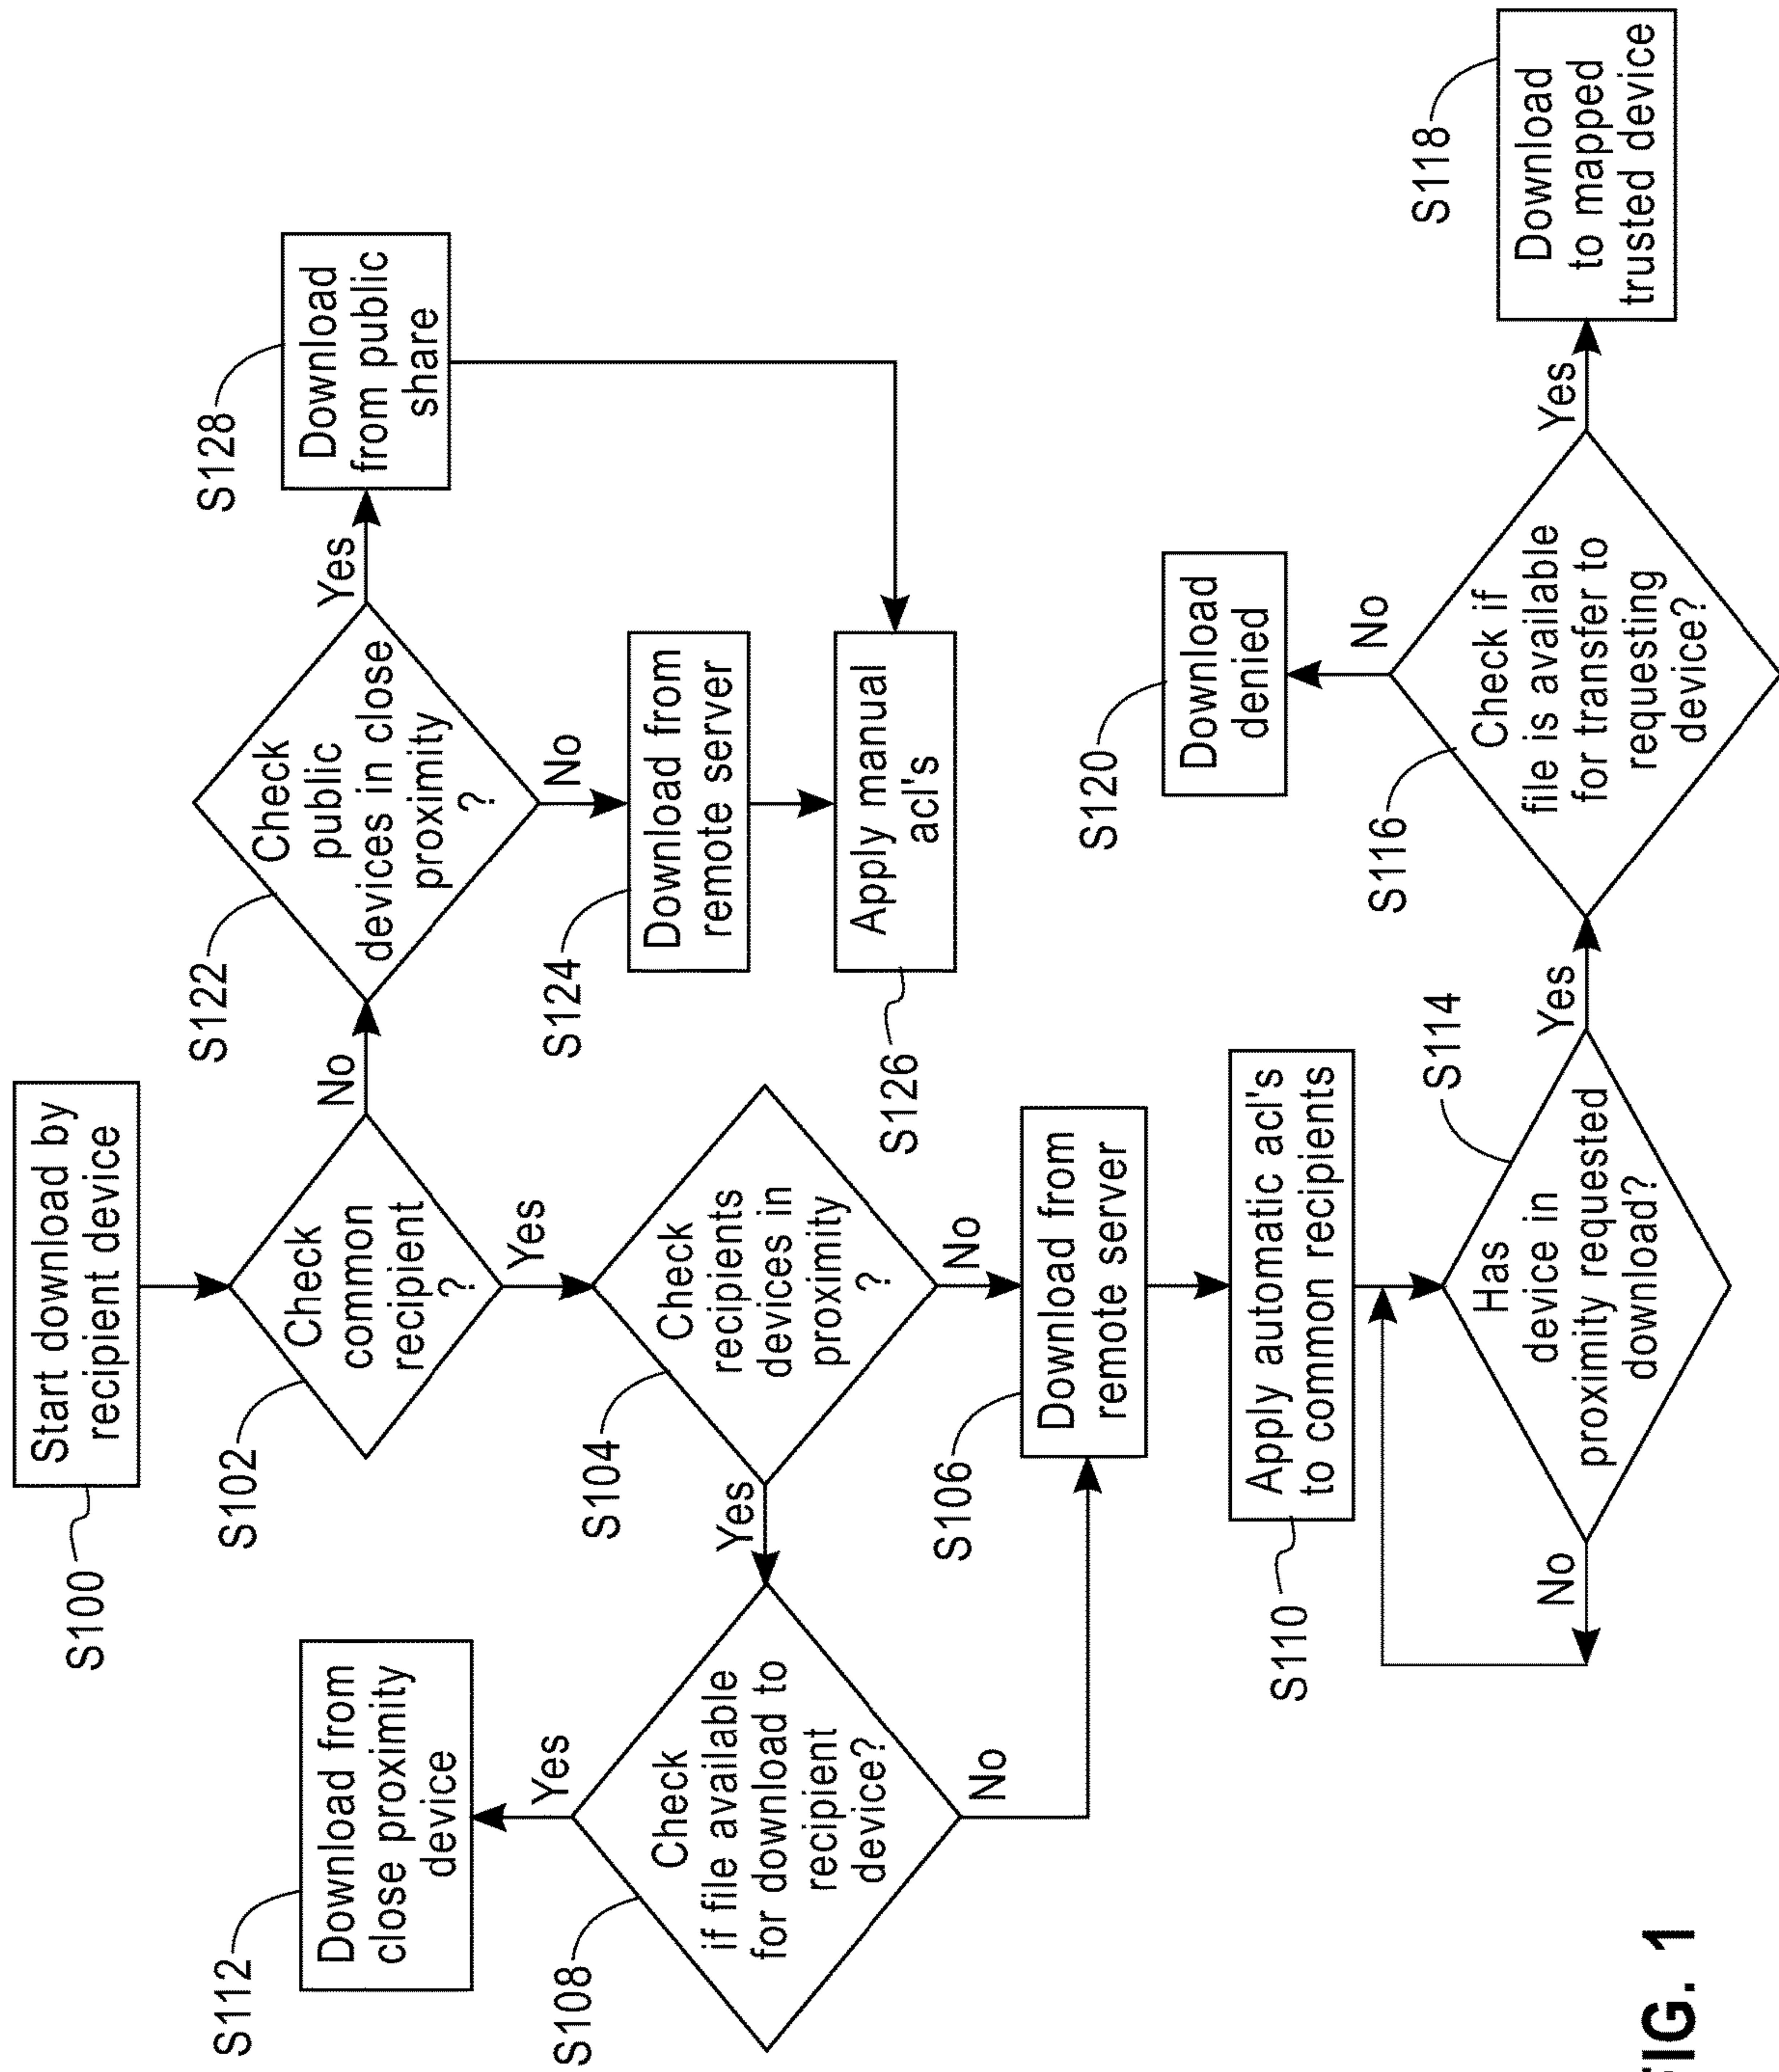 S100
Start download by
recipient device
S102
Check
common
recipient
?
No
Yes
S122
Check
public
devices in close
proximity
?
Yes
No
S128
Download
from public
share
S124
Download from
remote server
S126
Apply manual
acl's
S104
Check
recipients
devices in
proximity
?
Yes
No
S112
Download from
close proximity
device
S108
Check
if file available
for download to
recipient
device?
Yes
No
S106
Download from
remote server
S110
Apply automatic acl's
to common recipients
S114
Has
device in
proximity requested
download?
No
Yes
S116
Check if
file is available
for transfer to
requesting
device?
No
Yes
S120
Download
denied
S118
Download
to mapped
trusted device
FIG. 1